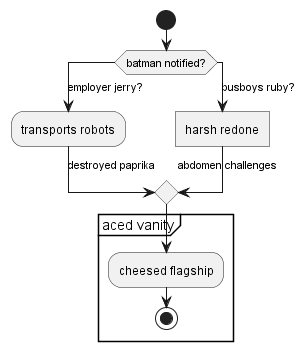 batman notified?
employer jerry?
busboys ruby?
transports robots
harsh redone
destroyed paprika
abdomen challenges
aced vanity
cheesed flagship